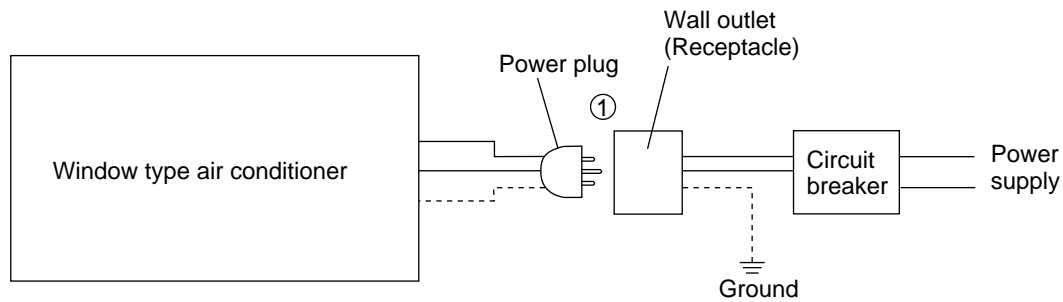 Wall outlet
(Receptacle)
Power plug
①
Window type air conditioner
Circuit
breaker
Power
supply
Ground